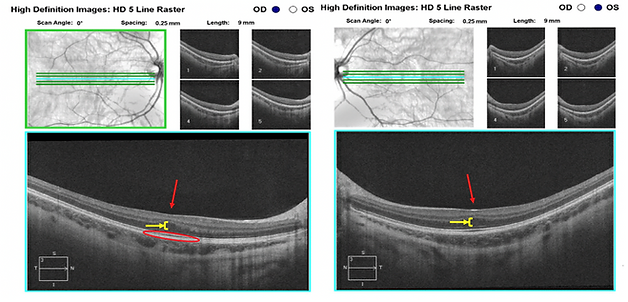 High Definition Images: HD 5 Line Raster OD OS
Scan Angle: 0° Spacing: 0.25 mm Length: 9 mm
1 2
4 5
3
S
T N
I
High Definition Images: HD 5 Line Raster OD OS
Scan Angle: 0° Spacing: 0.25 mm Length: 9 mm
1 2
4 5
3
S
N T
I